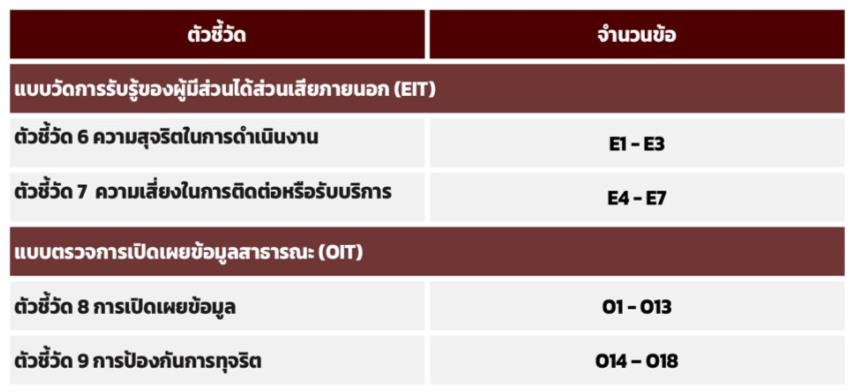 ตัวชี้วัด จำนวนข้อ
แบบวัดการรับรู้ของผู้มีส่วนได้ส่วนเสียภายนอก (EIT)
ตัวชี้วัด 6 ความสุจริตในการดำเนินงาน E1 - E3
ตัวชี้วัด 7 ความเสี่ยงในการติดต่อหรือรับบริการ E4 - E7
แบบตรวจการเปิดเผยข้อมูลสาธารณะ (OIT)
ตัวชี้วัด 8 การเปิดเผยข้อมูล O1 - O13
ตัวชี้วัด 9 การป้องกันการทุจริต O14 – O18